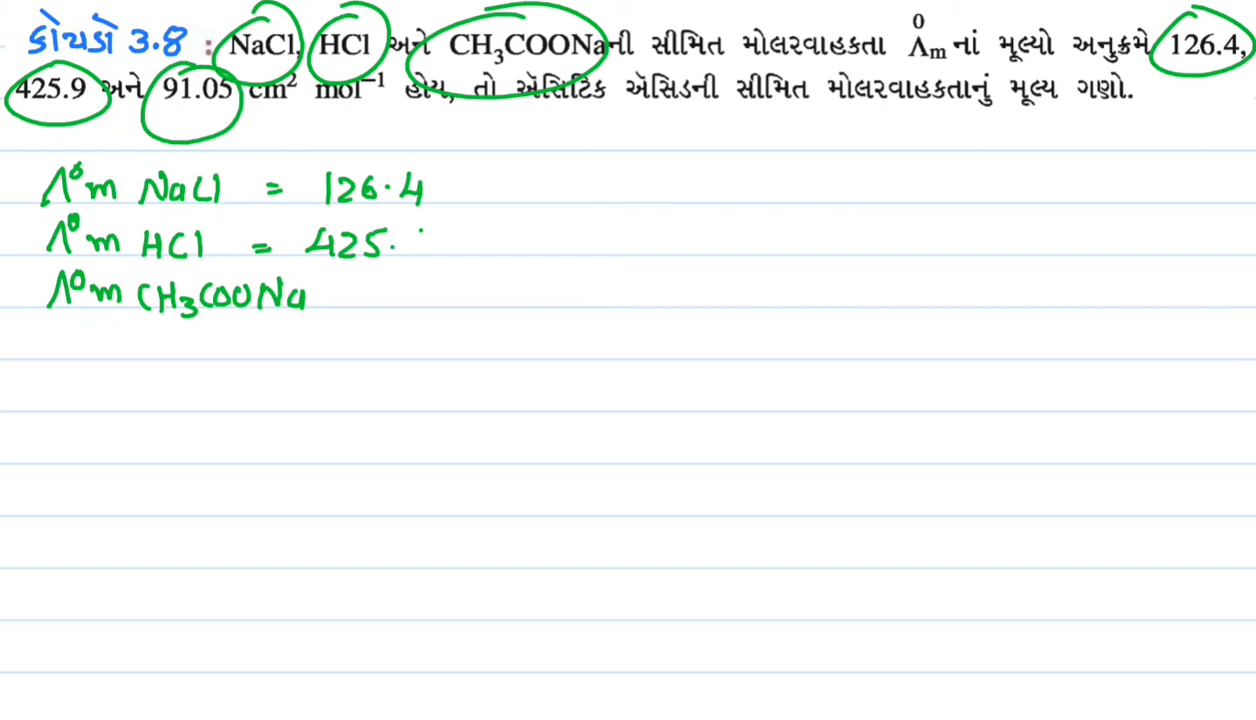 કોયડો 3.8 : NaCl, HCl અને CH₃COONaની સીમિત મોલરવાહકતા Λ⁰m નાં મૂલ્યો અનુક્રમે 126.4,
425.9 અને 91.05 cm² mol⁻¹ હોય, તો ઍસિટિક ઍસિડની સીમિત મોલરવાહકતાનું મૂલ્ય ગણો.
Λ⁰m NaCl = 126.4
Λ⁰m HCl = 425.
Λ⁰m CH₃COONa